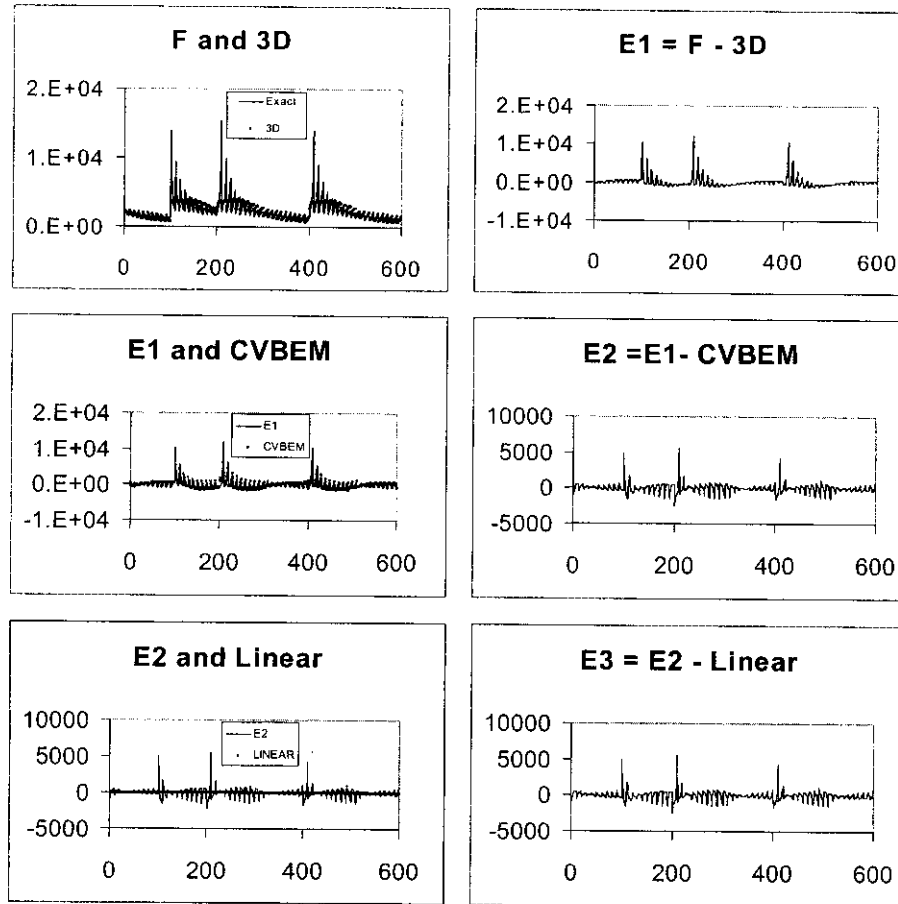 F and 3D
2.E+04
1.E+04
0.E+00
Exact
3D
0
200
400
600
E1 = F - 3D
2.E+04
1.E+04
0.E+00
-1.E+04
0
200
400
600
E1 and CVBEM
2.E+04
1.E+04
0.E+00
-1.E+04
E1
CVBEM
0
200
400
600
E2 =E1- CVBEM
10000
5000
0
-5000
0
200
400
600
E2 and Linear
10000
5000
0
-5000
E2
LINEAR
0
200
400
600
E3 = E2 - Linear
10000
5000
0
-5000
0
200
400
600